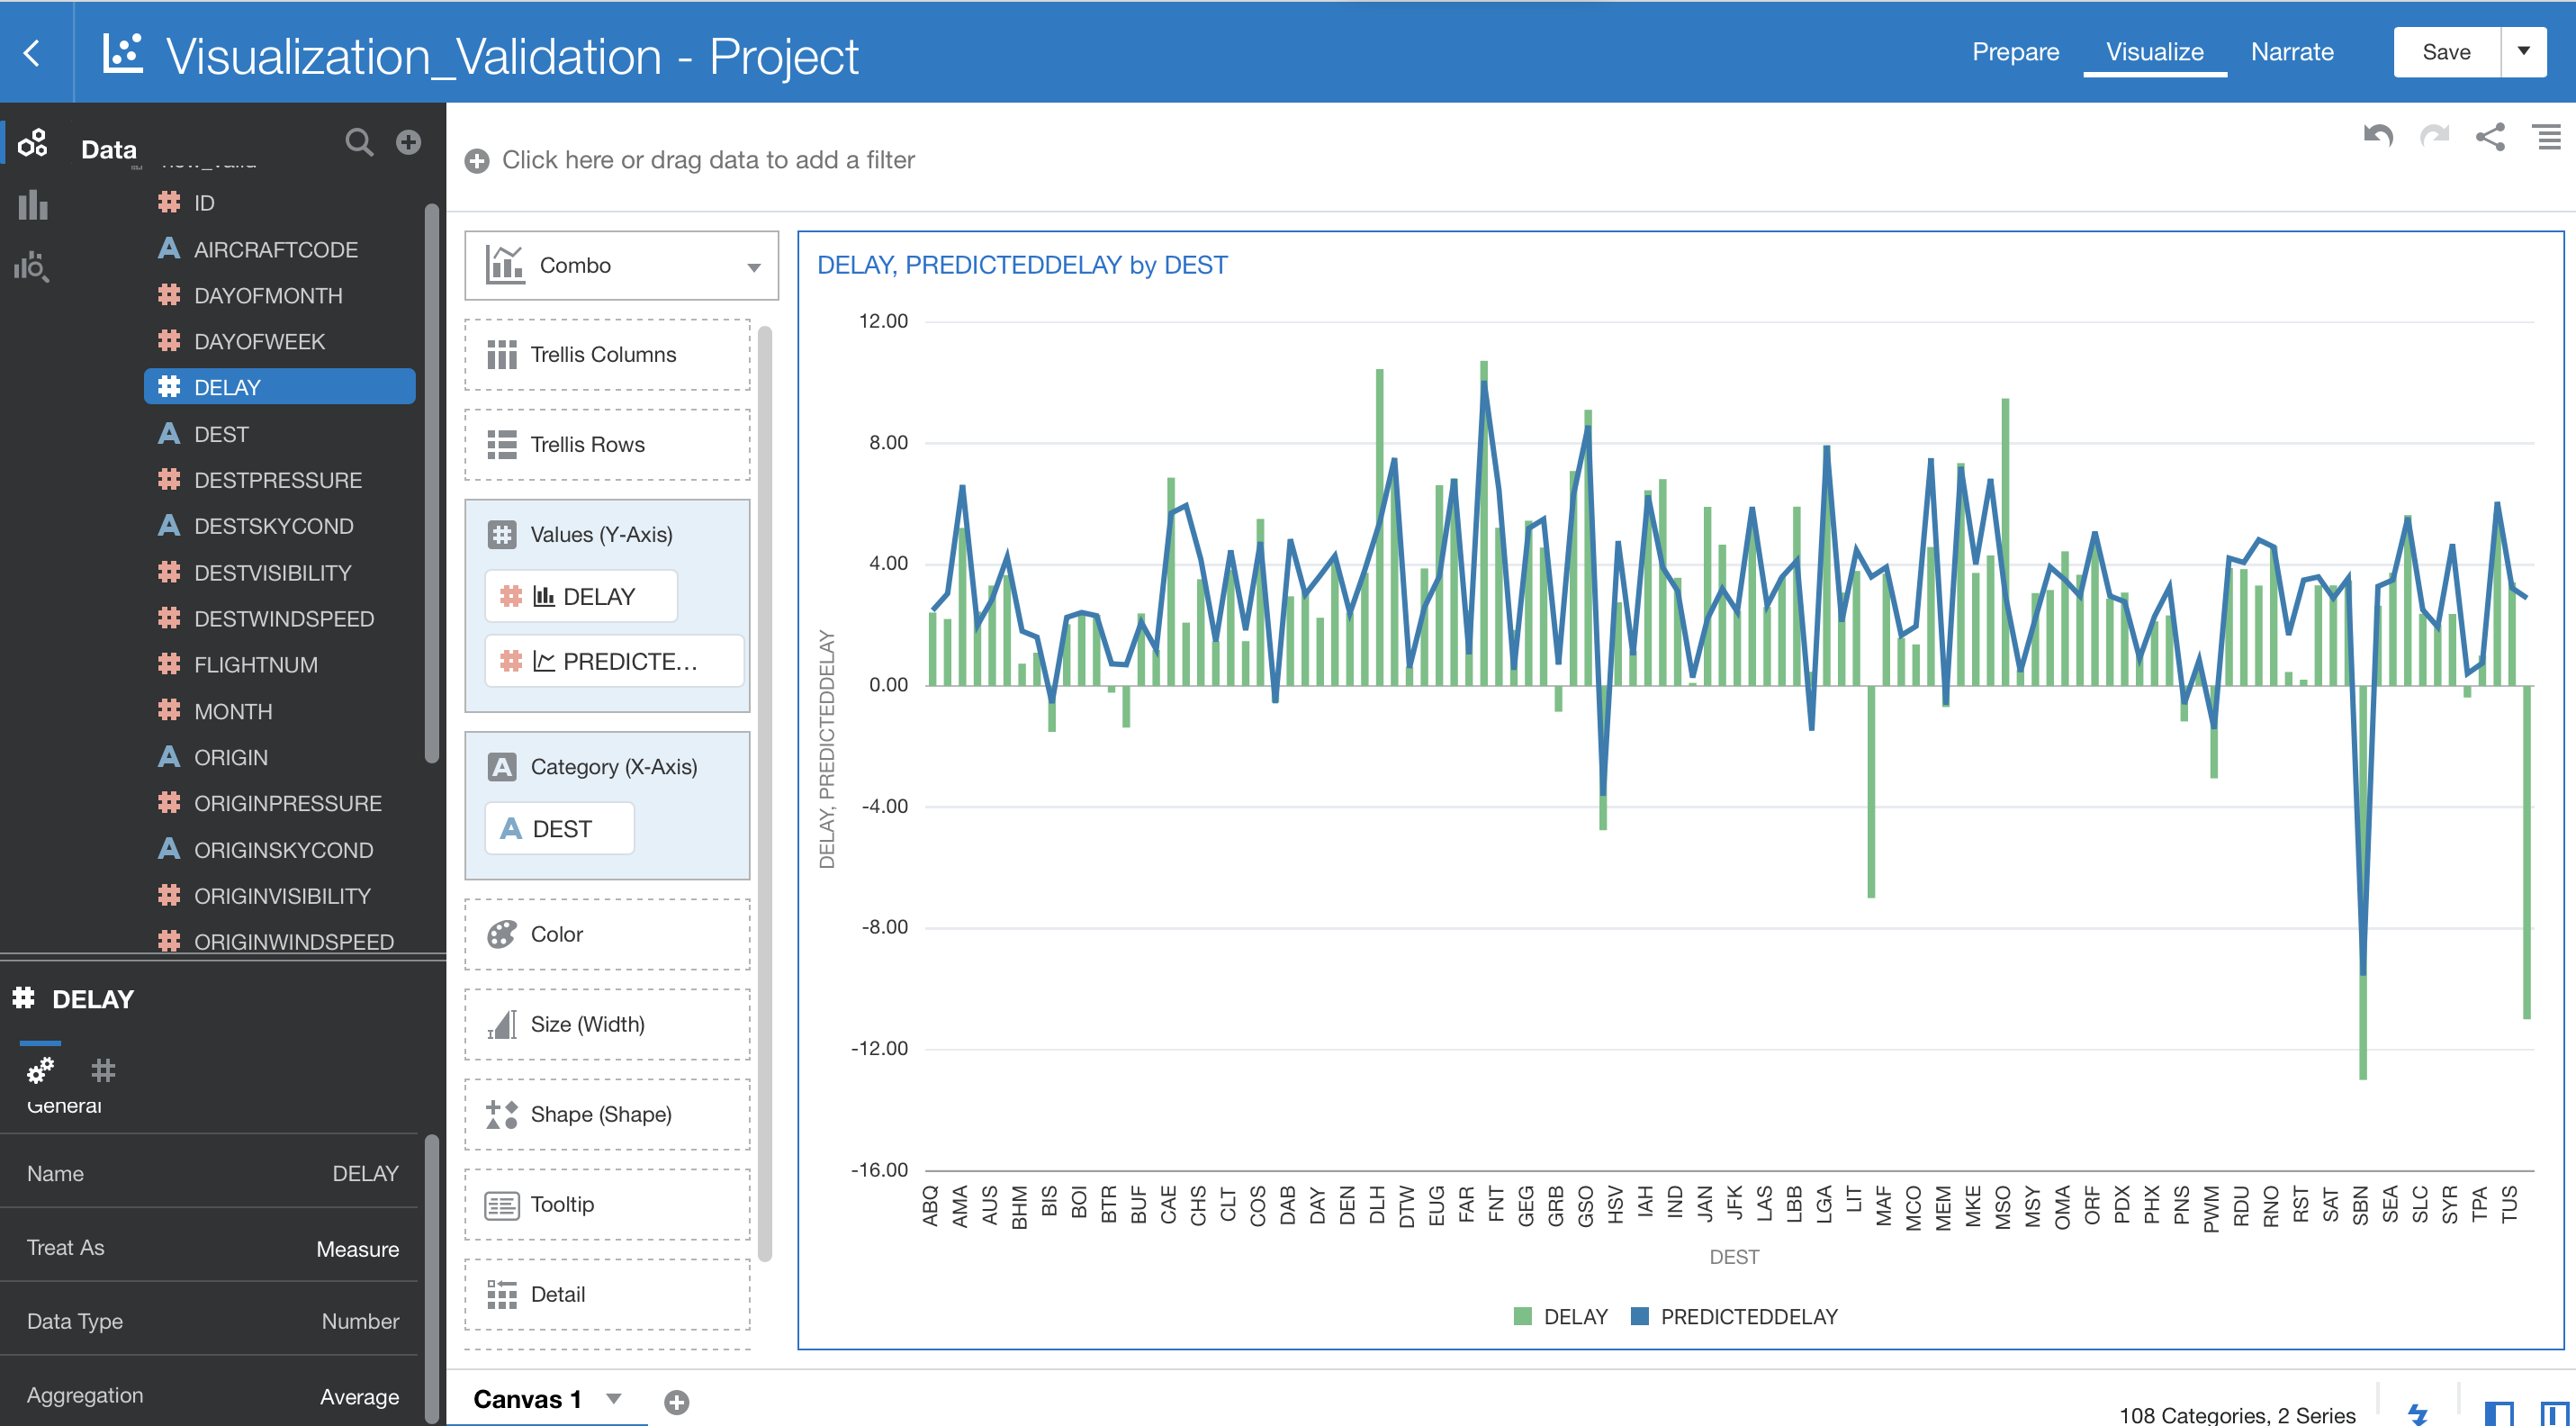 Visualization_Validation - Project
Prepare
Visualize
Narrate
Save
Data
ID
AIRCRAFTCODE
DAYOFMONTH
DAYOFWEEK
DELAY
DEST
DESTPRESSURE
DESTSKYCOND
DESTVISIBILITY
DESTWINDSPEED
FLIGHTNUM
MONTH
ORIGIN
ORIGINPRESSURE
ORIGINSKYCOND
ORIGINVISIBILITY
ORIGINWINDSPEED
DELAY
General
Name DELAY
Treat As Measure
Data Type Number
Aggregation Average
Click here or drag data to add a filter
Combo
Trellis Columns
Trellis Rows
Values (Y-Axis)
DELAY
PREDICTE...
Category (X-Axis)
DEST
Color
Size (Width)
Shape (Shape)
Tooltip
Detail
DELAY, PREDICTEDDELAY by DEST
DELAY, PREDICTEDDELAY
12.00
8.00
4.00
0.00
-4.00
-8.00
-12.00
-16.00
ABQ AMA AUS BHM BIS BOI BTR BUF CAE CHS CLT COS DAB DAY DEN DLH DTW EUG FAR FNT GEG GRB GSO HSV IAH IND JAN JFK LAS LBB LGA LIT MAF MCO MEM MKE MSO MSY OMA ORF PDX PHX PNS PWM RDU RNO RST SAT SBN SEA SLC SYR TPA TUS
DEST
DELAY PREDICTEDDELAY
Canvas 1
108 Categories, 2 Series